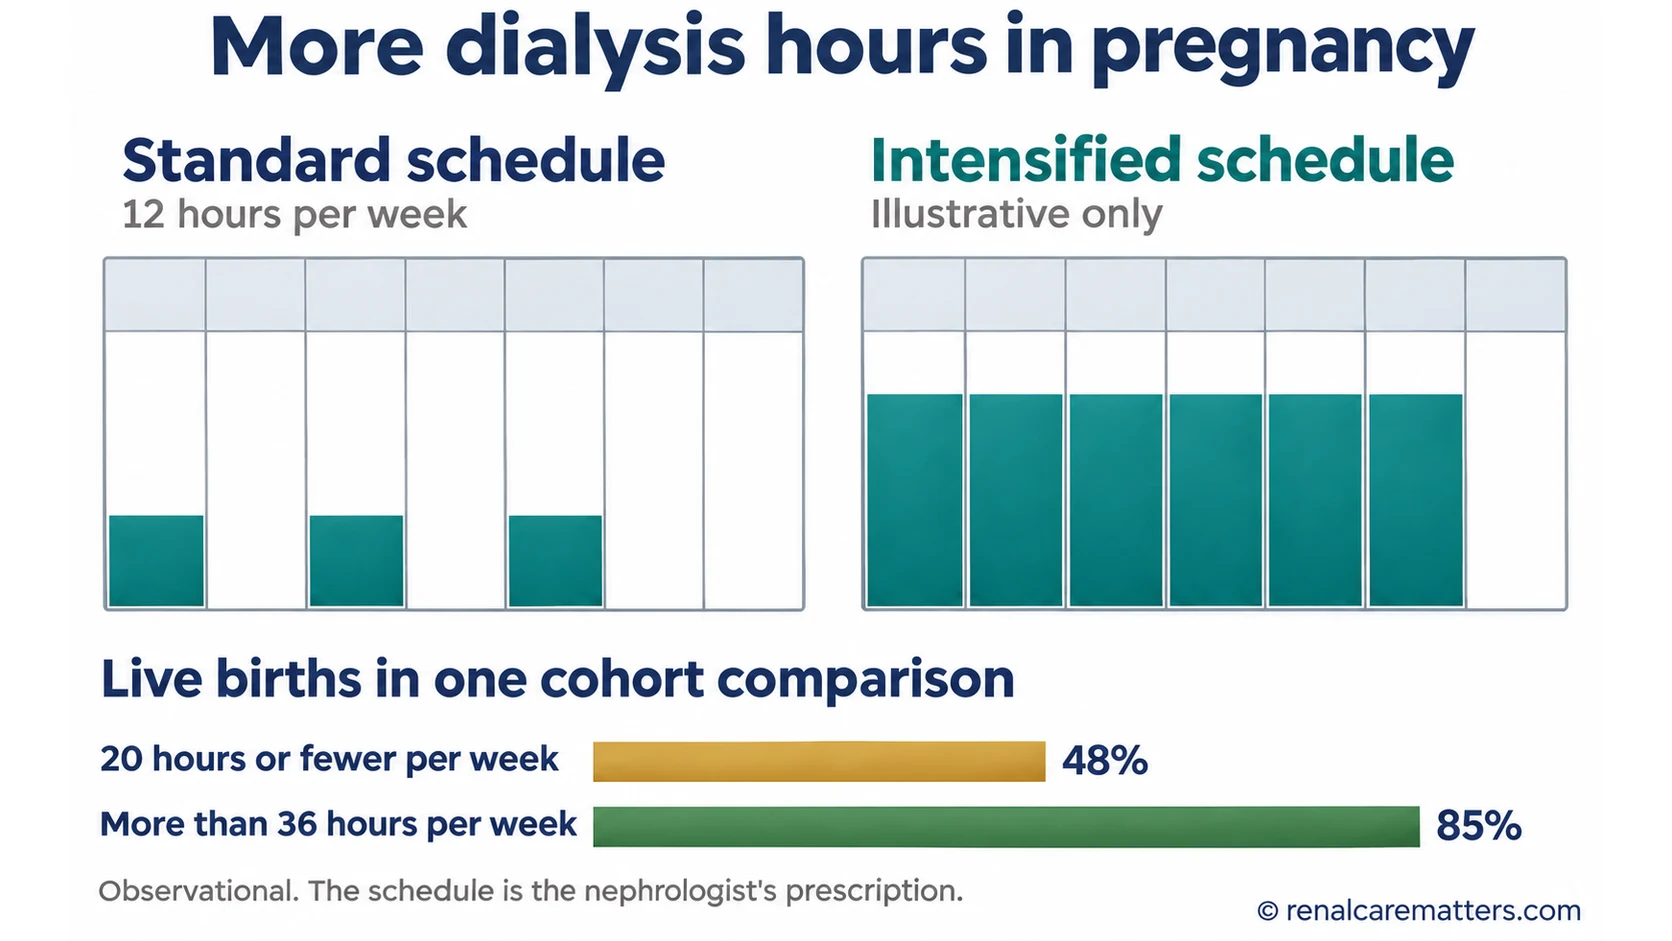 More dialysis hours in pregnancy
Standard schedule
12 hours per week
Intensified schedule
Illustrative only
Live births in one cohort comparison
20 hours or fewer per week
48%
More than 36 hours per week
85%
Observational. The schedule is the nephrologist's prescription.
© renalcarematters.com